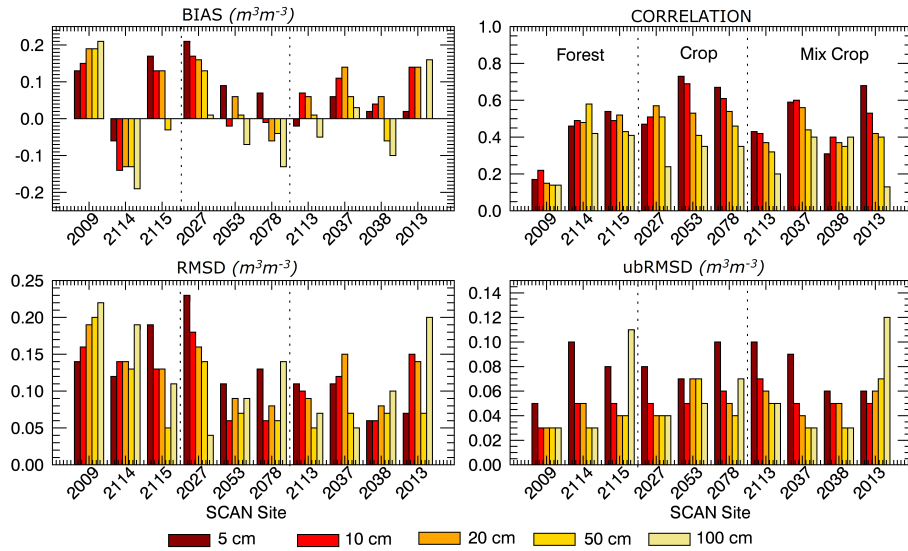 BIAS (m³m⁻³)
0.2
0.1
0.0
-0.1
-0.2
2009 2114 2115 2027 2053 2078 2113 2037 2038 2013
CORRELATION
Forest Crop Mix Crop
1.0
0.8
0.6
0.4
0.2
0.0
2009 2114 2115 2027 2053 2078 2113 2037 2038 2013
RMSD (m³m⁻³)
0.25
0.20
0.15
0.10
0.05
0.00
2009 2114 2115 2027 2053 2078 2113 2037 2038 2013
SCAN Site
ubRMSD (m³m⁻³)
0.14
0.12
0.10
0.08
0.06
0.04
0.02
0.00
2009 2114 2115 2027 2053 2078 2113 2037 2038 2013
SCAN Site
5 cm 10 cm 20 cm 50 cm 100 cm